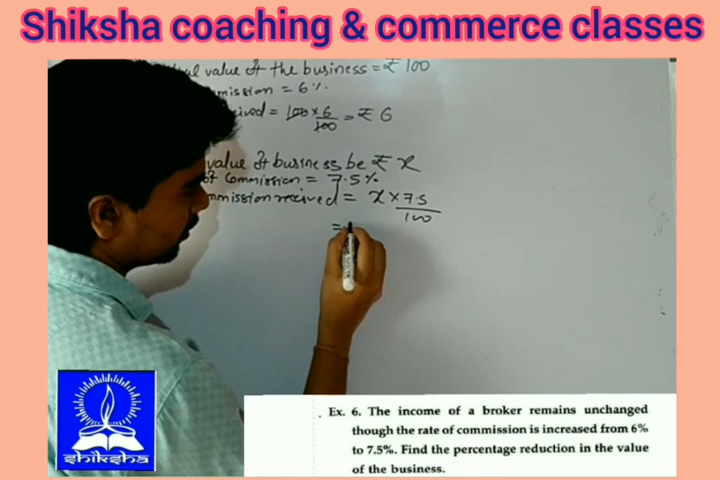 Shiksha coaching & commerce classes
value of the business = ₹ 100
= 6%.
= 100 × 6 = ₹ 6
100
value of business be ₹ x
of commission = 7.5%
received = x × 7.5
100
=
Ex. 6. The income of a broker remains unchanged
though the rate of commission is increased from 6%
to 7.5%. Find the percentage reduction in the value
of the business.
shiksha